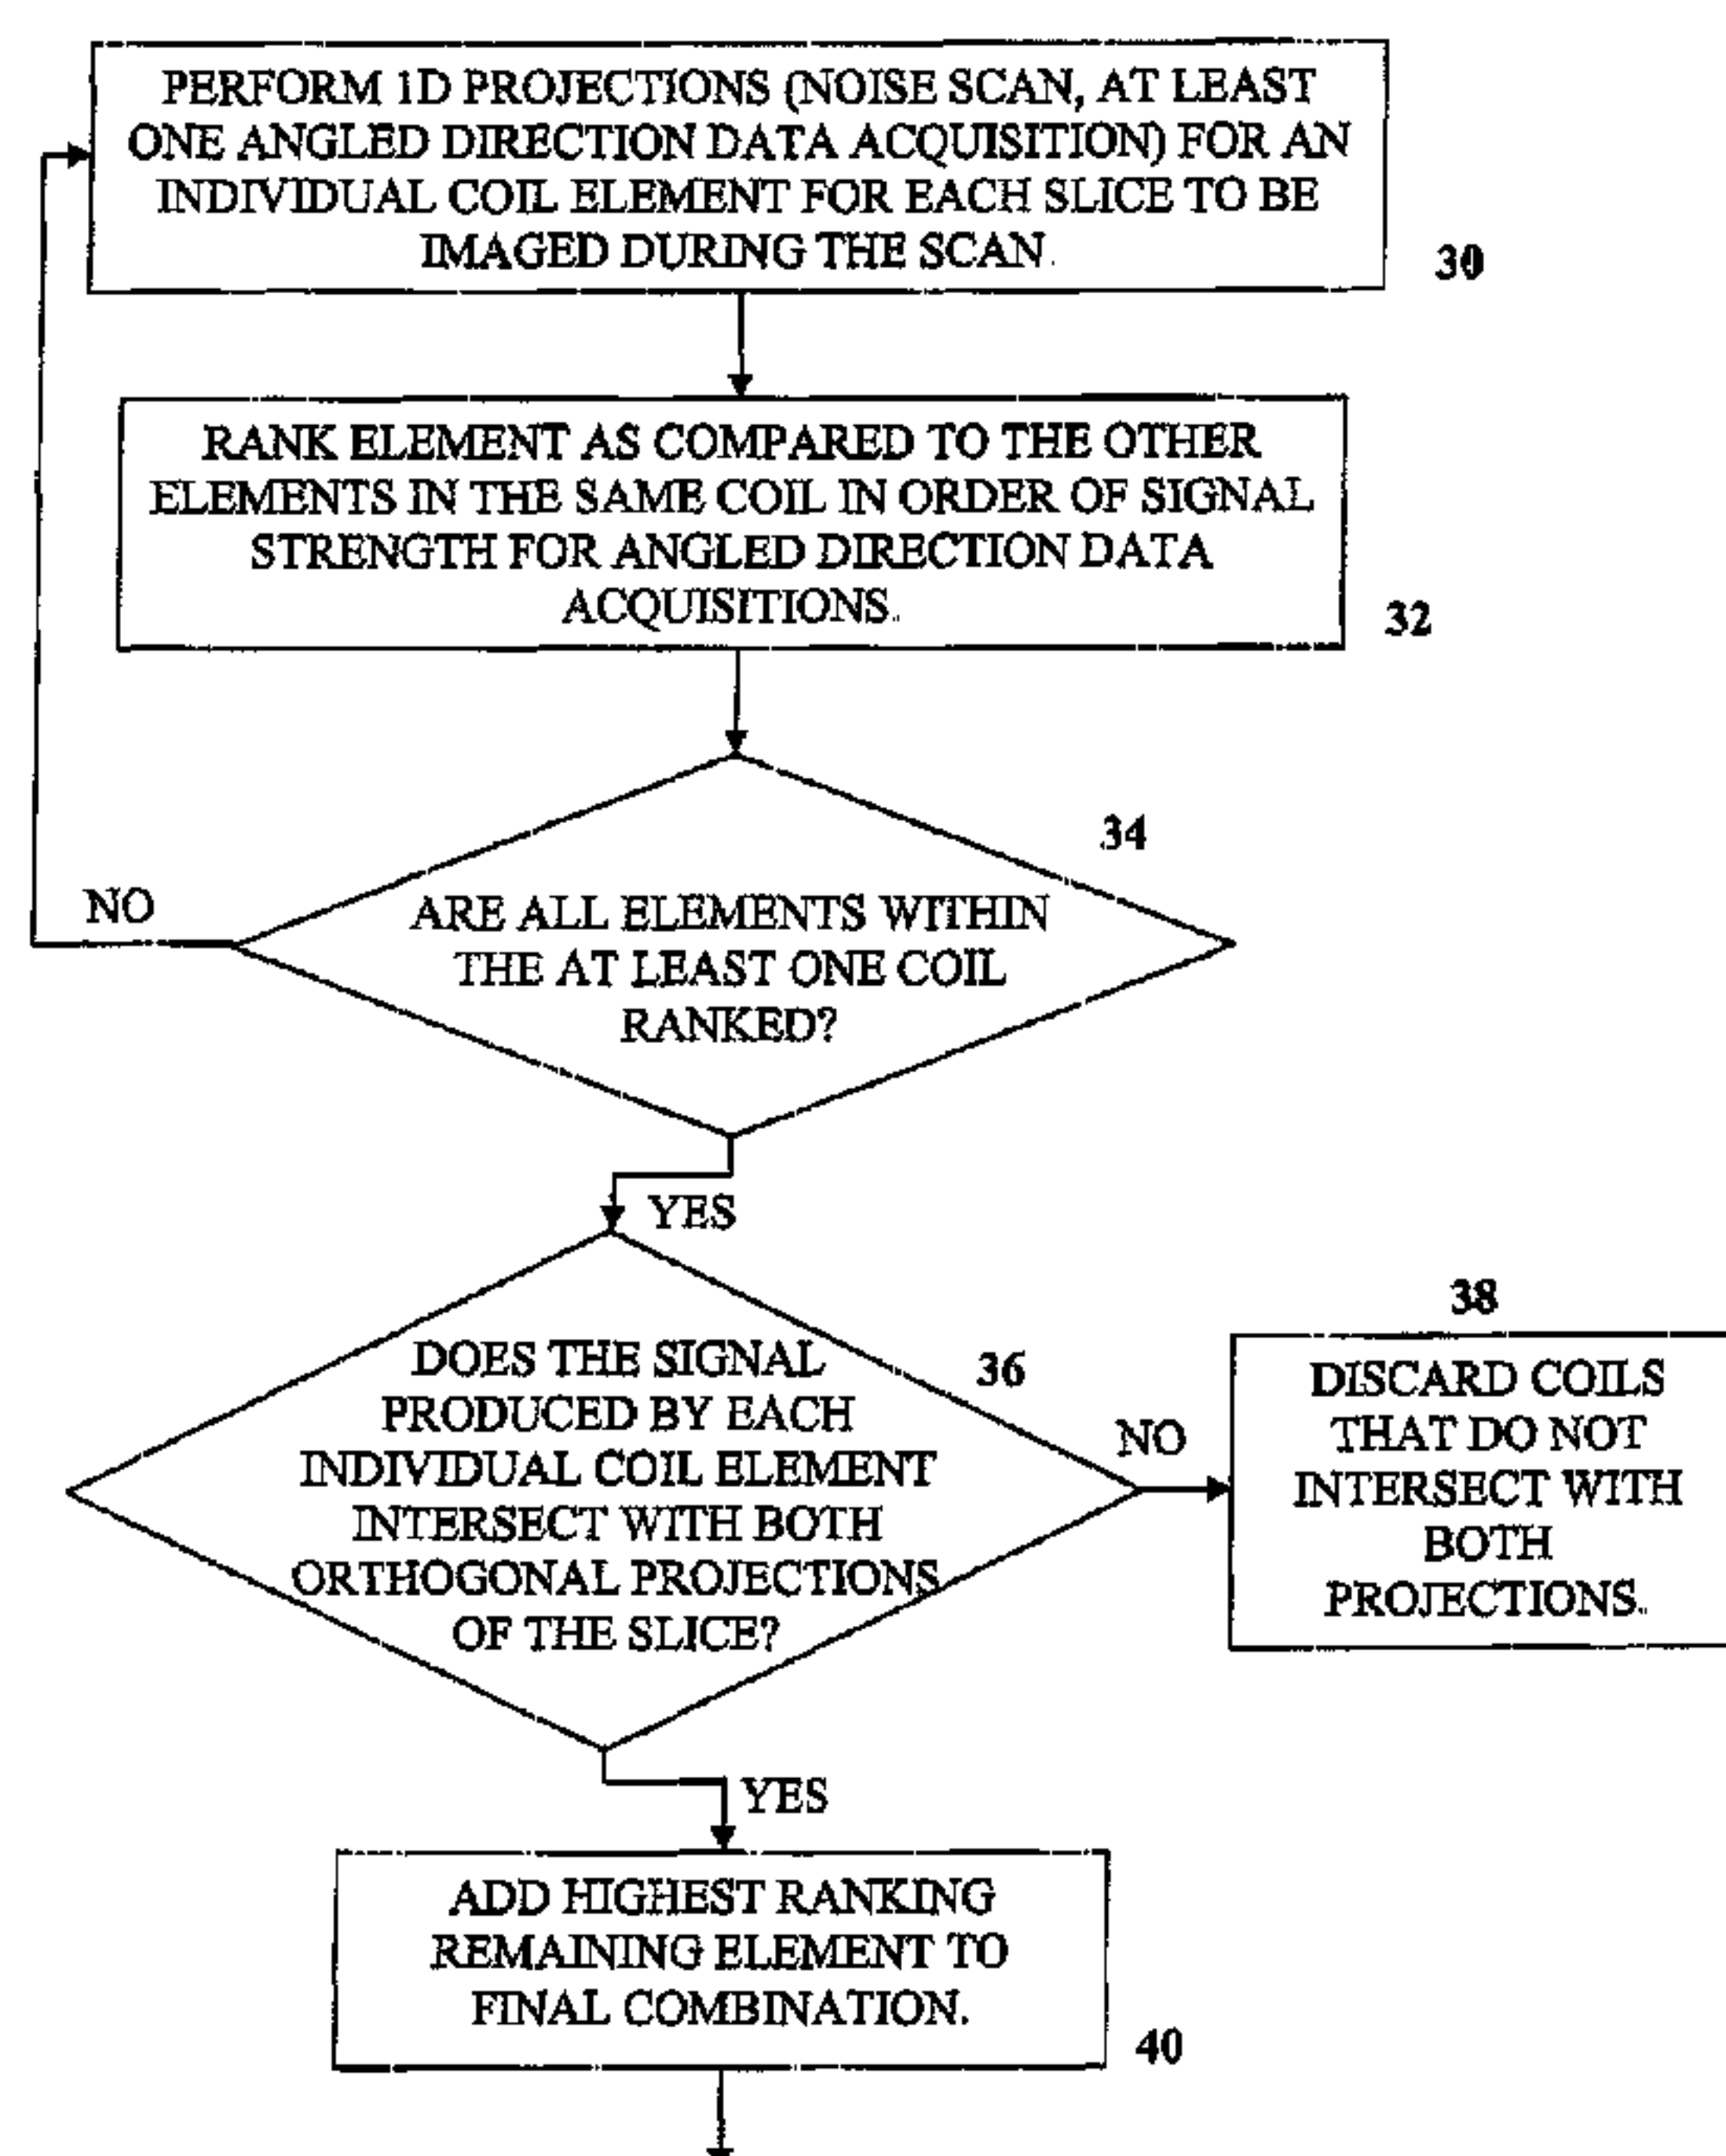 PERFORM 1D PROJECTIONS (NOISE SCAN, AT LEAST
ONE ANGLED DIRECTION DATA ACQUISITION) FOR AN
INDIVIDUAL COIL ELEMENT FOR EACH SLICE TO BE
IMAGED DURING THE SCAN.
30
RANK ELEMENT AS COMPARED TO THE OTHER
ELEMENTS IN THE SAME COIL IN ORDER OF SIGNAL
STRENGTH FOR ANGLED DIRECTION DATA
ACQUISITIONS.
32
34
NO
ARE ALL ELEMENTS WITHIN
THE AT LEAST ONE COIL
RANKED?
YES
36
DOES THE SIGNAL
PRODUCED BY EACH
INDIVIDUAL COIL ELEMENT
INTERSECT WITH BOTH
ORTHOGONAL PROJECTIONS
OF THE SLICE?
NO
38
DISCARD COILS
THAT DO NOT
INTERSECT WITH
BOTH
PROJECTIONS.
YES
ADD HIGHEST RANKING
REMAINING ELEMENT TO
FINAL COMBINATION.
40